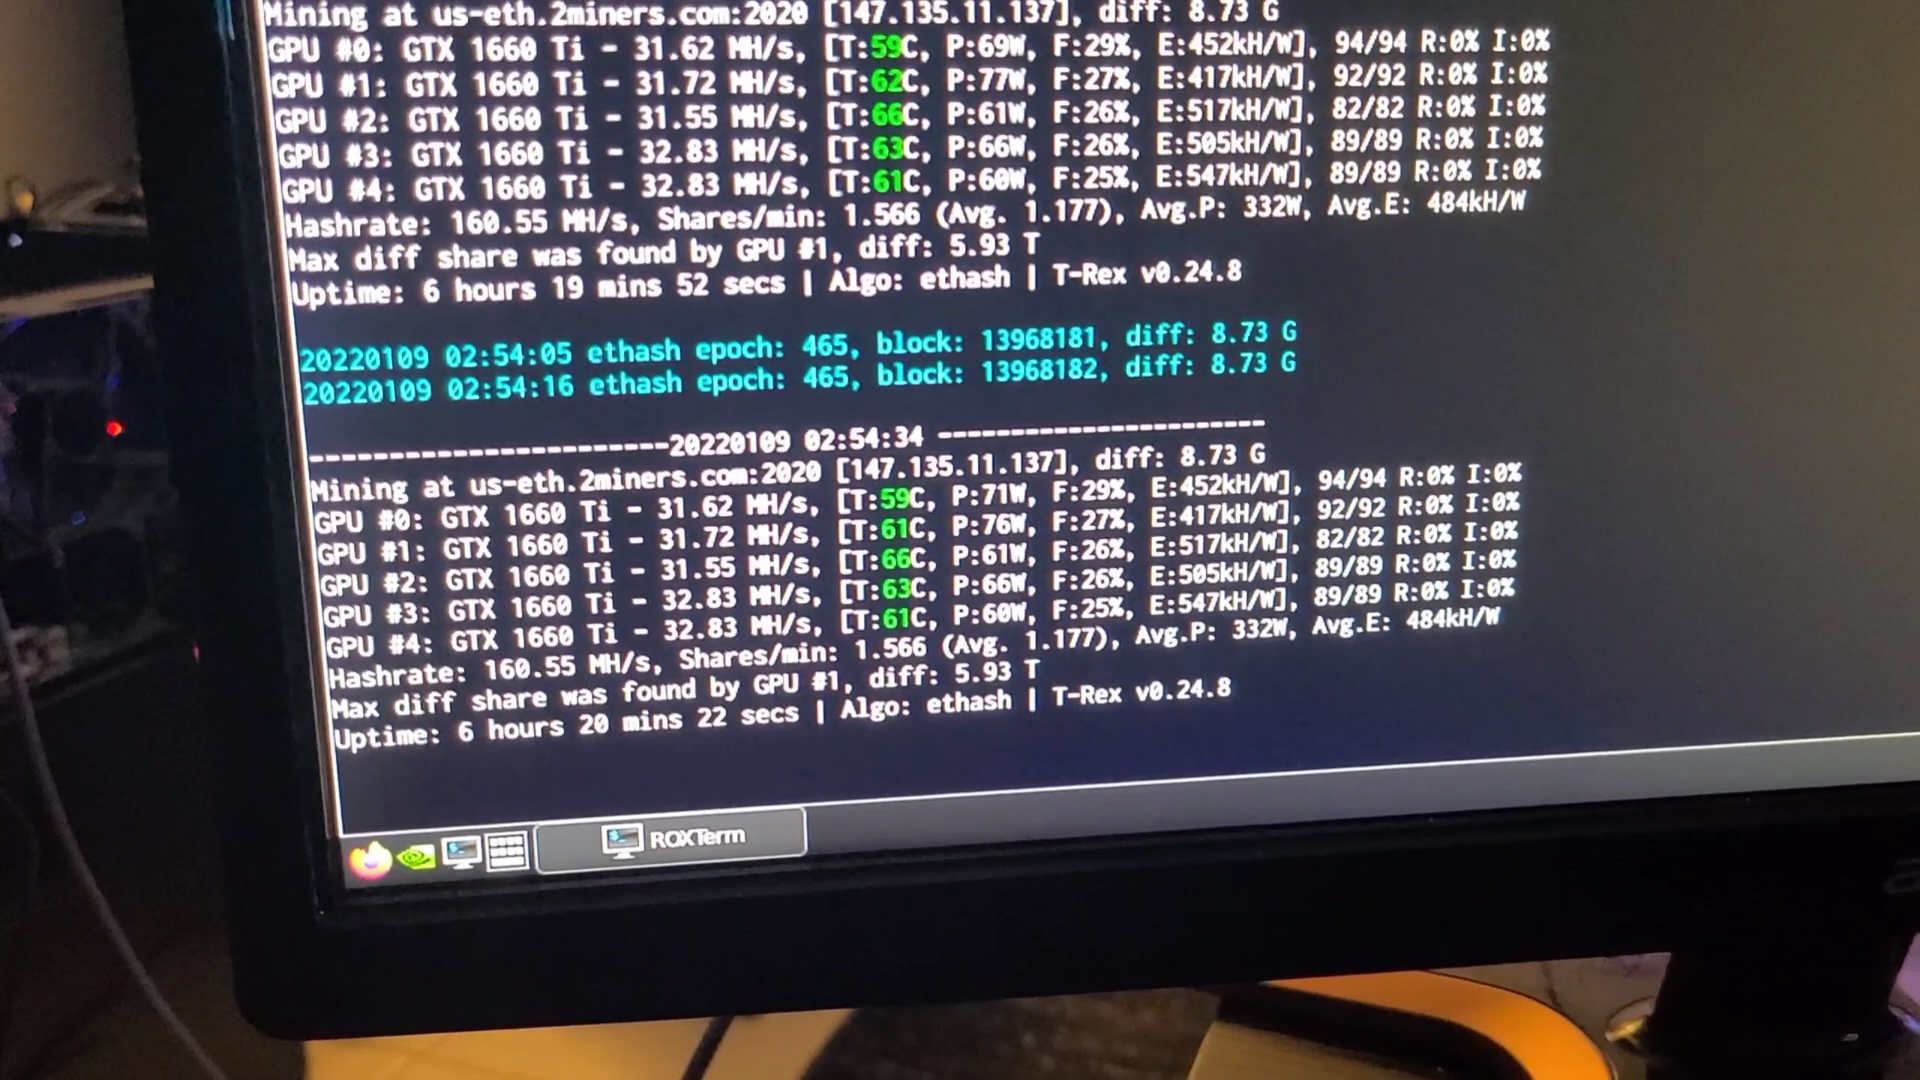 Mining at us-eth.2miners.com:2020 [147.135.11.137], diff: 8.73 G
GPU #0: GTX 1660 Ti - 31.62 MH/s, [T:59C, P:69W, F:29%, E:452kH/W], 94/94 R:0% I:0%
GPU #1: GTX 1660 Ti - 31.72 MH/s, [T:62C, P:77W, F:27%, E:417kH/W], 92/92 R:0% I:0%
GPU #2: GTX 1660 Ti - 31.55 MH/s, [T:66C, P:61W, F:26%, E:517kH/W], 82/82 R:0% I:0%
GPU #3: GTX 1660 Ti - 32.83 MH/s, [T:63C, P:66W, F:26%, E:505kH/W], 89/89 R:0% I:0%
GPU #4: GTX 1660 Ti - 32.83 MH/s, [T:61C, P:60W, F:25%, E:547kH/W], 89/89 R:0% I:0%
Hashrate: 160.55 MH/s, Shares/min: 1.566 (Avg. 1.177), Avg.P: 332W, Avg.E: 484kH/W
Max diff share was found by GPU #1, diff: 5.93 T
Uptime: 6 hours 19 mins 52 secs | Algo: ethash | T-Rex v0.24.8
20220109 02:54:05 ethash epoch: 465, block: 13968181, diff: 8.73 G
20220109 02:54:16 ethash epoch: 465, block: 13968182, diff: 8.73 G
----------------------20220109 02:54:34 ----------------------
Mining at us-eth.2miners.com:2020 [147.135.11.137], diff: 8.73 G
GPU #0: GTX 1660 Ti - 31.62 MH/s, [T:59C, P:71W, F:29%, E:452kH/W], 94/94 R:0% I:0%
GPU #1: GTX 1660 Ti - 31.72 MH/s, [T:61C, P:76W, F:27%, E:417kH/W], 92/92 R:0% I:0%
GPU #2: GTX 1660 Ti - 31.55 MH/s, [T:66C, P:61W, F:26%, E:517kH/W], 82/82 R:0% I:0%
GPU #3: GTX 1660 Ti - 32.83 MH/s, [T:63C, P:66W, F:26%, E:505kH/W], 89/89 R:0% I:0%
GPU #4: GTX 1660 Ti - 32.83 MH/s, [T:61C, P:60W, F:25%, E:547kH/W], 89/89 R:0% I:0%
Hashrate: 160.55 MH/s, Shares/min: 1.566 (Avg. 1.177), Avg.P: 332W, Avg.E: 484kH/W
Max diff share was found by GPU #1, diff: 5.93 T
Uptime: 6 hours 20 mins 22 secs | Algo: ethash | T-Rex v0.24.8
ROXTerm